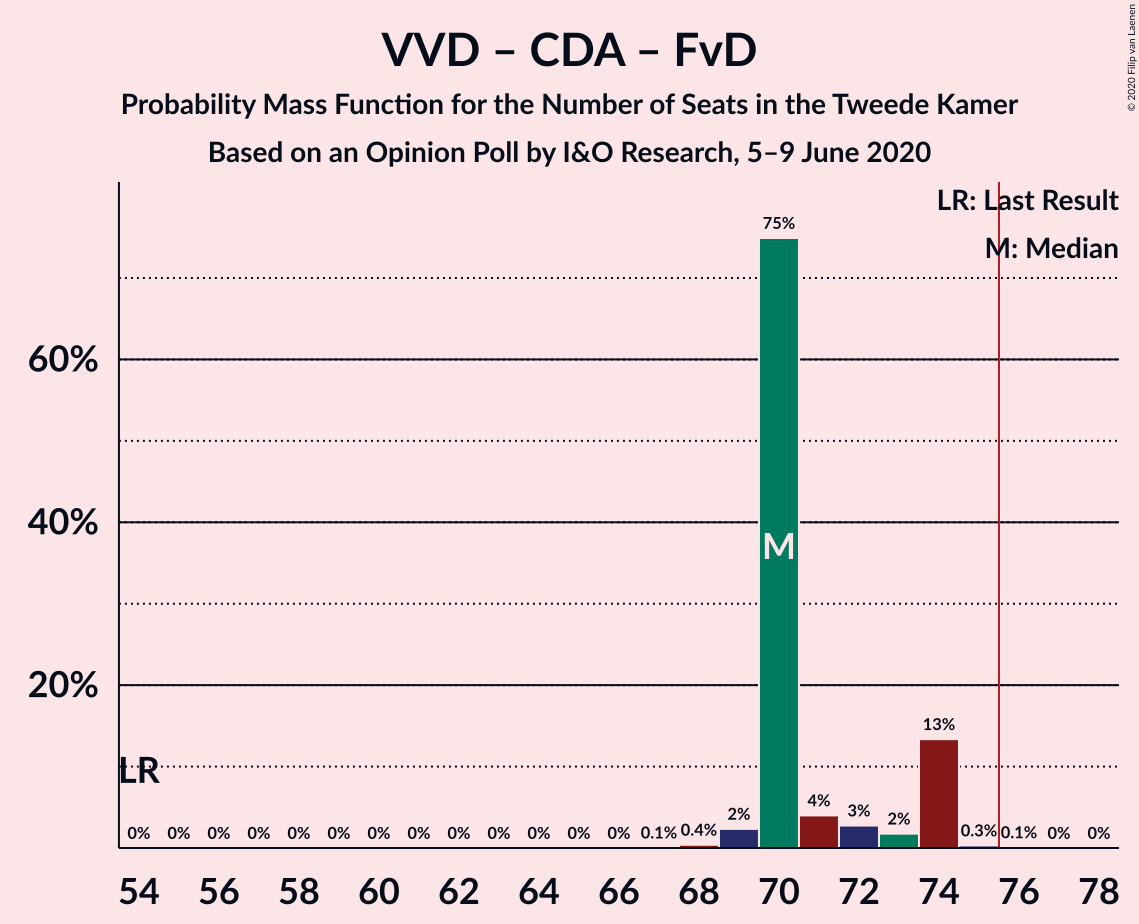 VVD – CDA – FvD
Probability Mass Function for the Number of Seats in the Tweede Kamer
Based on an Opinion Poll by I&O Research, 5–9 June 2020
© 2020 Filip van Laenen
LR: Last Result
M: Median
60%
40%
20%
75%
M
LR
0% 0% 0% 0% 0% 0% 0% 0% 0% 0% 0% 0% 0% 0.1% 0.4% 2% 4% 3% 2% 13% 0.3% 0.1% 0% 0%
54 56 58 60 62 64 66 68 70 72 74 76 78